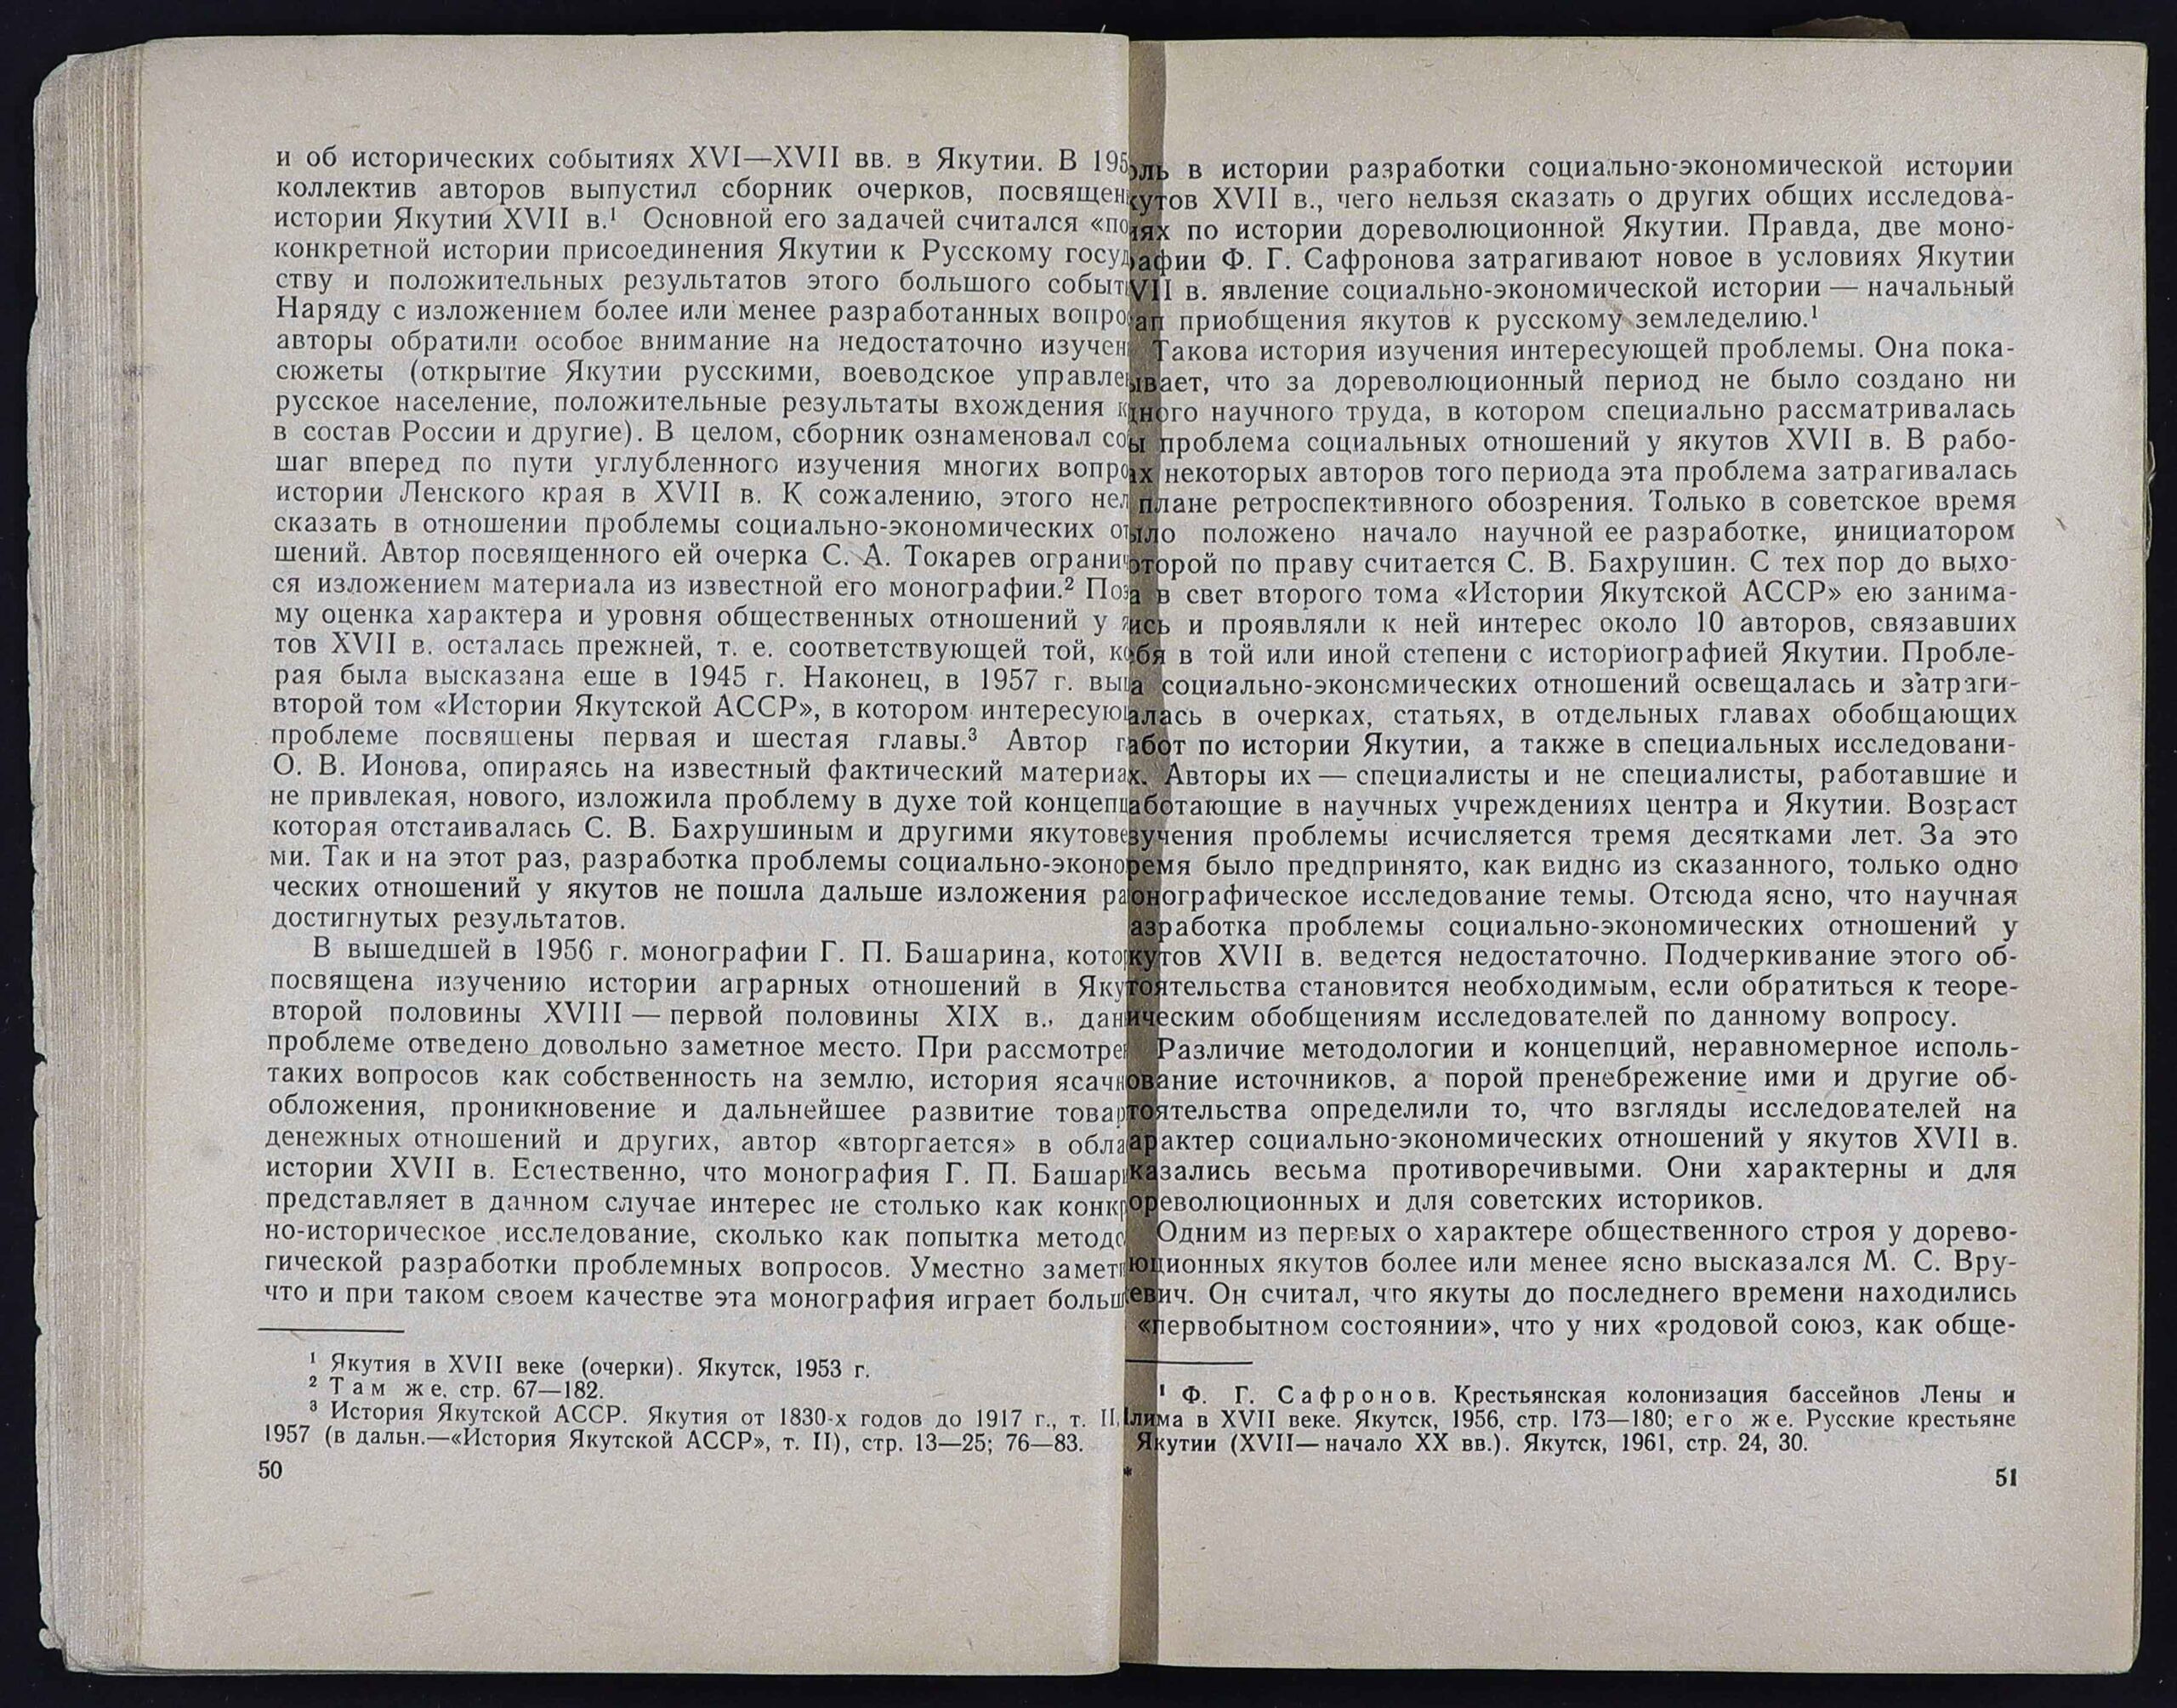 и об исторических событиях XVI—XVII вв. в Якутии. В 195
коллектив авторов выпустил сборник очерков, посвящен
истории Якутии XVII в.¹ Основной его задачей считался «по
конкретной истории присоединения Якутии к Русскому госуд
ству и положительных результатов этого большого событ
Наряду с изложением более или менее разработанных вопро
авторы обратили особое внимание на недостаточно изучен
сюжеты (открытие Якутии русскими, воеводское управле
русское население, положительные результаты вхождения к
в состав России и другие). В целом, сборник ознаменовал со
шаг вперед по пути углубленного изучения многих вопро
истории Ленского края в XVII в. К сожалению, этого нел
сказать в отношении проблемы социально-экономических от
шений. Автор посвященного ей очерка С. А. Токарев огранич
ся изложением материала из известной его монографии.² Поэ
му оценка характера и уровня общественных отношений у я
тов XVII в. осталась прежней, т. е. соответствующей той, ко
рая была высказана еше в 1945 г. Наконец, в 1957 г. выш
второй том «Истории Якутской АССР», в котором интересующ
проблеме посвящены первая и шестая главы.³ Автор г
О. В. Ионова, опираясь на известный фактический материа
не привлекая, нового, изложила проблему в духе той концепц
которая отстаивалась С. В. Бахрушиным и другими якутове
ми. Так и на этот раз, разработка проблемы социально-эконо
ческих отношений у якутов не пошла дальше изложения ра
достигнутых результатов.
В вышедшей в 1956 г. монографии Г. П. Башарина, котор
посвящена изучению истории аграрных отношений в Якут
второй половины XVIII — первой половины XIX в., дан
проблеме отведено довольно заметное место. При рассмотре
таких вопросов как собственность на землю, история ясачн
обложения, проникновение и дальнейшее развитие товар
денежных отношений и других, автор «вторгается» в обла
истории XVII в. Естественно, что монография Г. П. Башар
представляет в данном случае интерес не столько как конкр
но-историческое исследование, сколько как попытка методо
гической разработки проблемных вопросов. Уместно замет
что и при таком своем качестве эта монография играет больш
¹ Якутия в XVII веке (очерки). Якутск, 1953 г.
² Там же, стр. 67—182.
³ История Якутской АССР. Якутия от 1830-х годов до 1917 г., т. II,
1957 (в дальн.—«История Якутской АССР», т. II), стр. 13—25; 76—83.
50
оль в истории разработки социально-экономической истории
кутов XVII в., чего нельзя сказать о других общих исследова-
иях по истории дореволюционной Якутии. Правда, две моно-
афии Ф. Г. Сафронова затрагивают новое в условиях Якутии
VII в. явление социально-экономической истории — начальный
ап приобщения якутов к русскому земледелию.¹
Такова история изучения интересующей проблемы. Она пока-
ывает, что за дореволюционный период не было создано ни
дного научного труда, в котором специально рассматривалась
ы проблема социальных отношений у якутов XVII в. В рабо-
ах некоторых авторов того периода эта проблема затрагивалась
плане ретроспективного обозрения. Только в советское время
ыло положено начало научной ее разработке, инициатором
оторой по праву считается С. В. Бахрушин. С тех пор до выхо-
а в свет второго тома «Истории Якутской АССР» ею занима-
ись и проявляли к ней интерес около 10 авторов, связавших
ебя в той или иной степени с историографией Якутии. Пробле-
а социально-экономических отношений освещалась и затраги-
алась в очерках, статьях, в отдельных главах обобщающих
абот по истории Якутии, а также в специальных исследовани-
х. Авторы их — специалисты и не специалисты, работавшие и
аботающие в научных учреждениях центра и Якутии. Возраст
зучения проблемы исчисляется тремя десятками лет. За это
ремя было предпринято, как видно из сказанного, только одно
онографическое исследование темы. Отсюда ясно, что научная
азработка проблемы социально-экономических отношений у
кутов XVII в. ведется недостаточно. Подчеркивание этого об-
тоятельства становится необходимым, если обратиться к теоре-
ическим обобщениям исследователей по данному вопросу.
Различие методологии и концепций, неравномерное исполь-
ование источников, а порой пренебрежение ими и другие об-
тоятельства определили то, что взгляды исследователей на
арактер социально-экономических отношений у якутов XVII в.
казались весьма противоречивыми. Они характерны и для
ореволюционных и для советских историков.
Одним из первых о характере общественного строя у дорево-
юционных якутов более или менее ясно высказался М. С. Вру-
евич. Он считал, что якуты до последнего времени находились
«первобытном состоянии», что у них «родовой союз, как обще-
¹ Ф. Г. Сафронов. Крестьянская колонизация бассейнов Лены и
Илима в XVII веке. Якутск, 1956, стр. 173—180; его же. Русские крестьяне
Якутии (XVII— начало XX вв.). Якутск, 1961, стр. 24, 30.
*
51